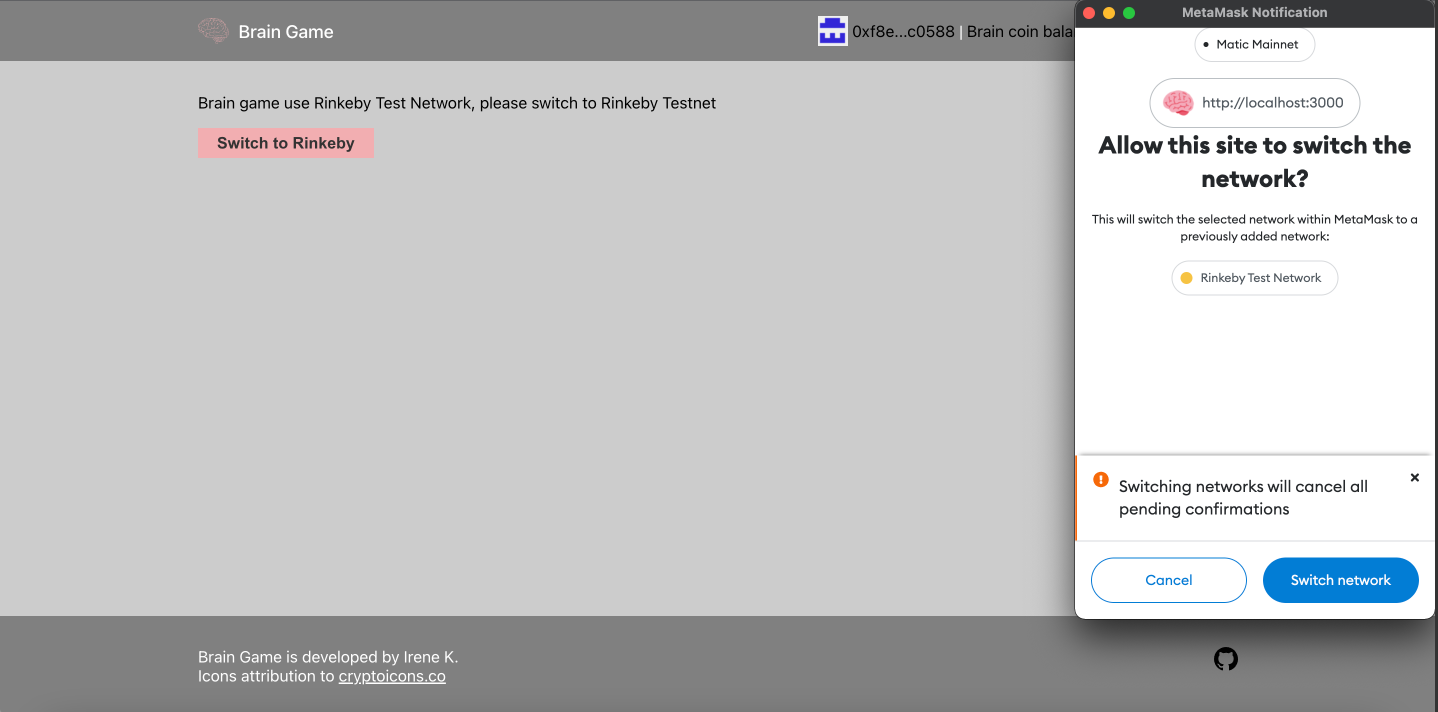 Brain Game
0xf8e...c0588 | Brain coin bala
Brain game use Rinkeby Test Network, please switch to Rinkeby Testnet
Switch to Rinkeby
Brain Game is developed by Irene K.
Icons attribution to cryptoicons.co
MetaMask Notification
Matic Mainnet
http://localhost:3000
Allow this site to switch the
network?
This will switch the selected network within MetaMask to a
previously added network:
Rinkeby Test Network
Switching networks will cancel all
pending confirmations
Cancel
Switch network